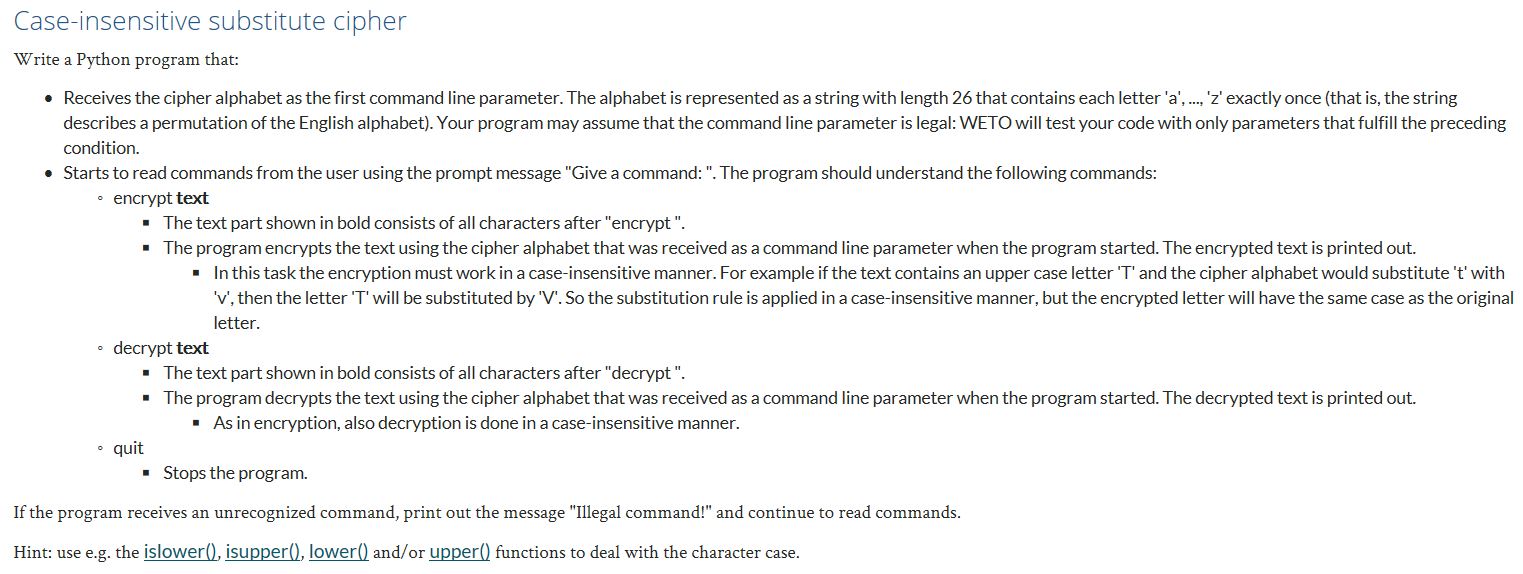 Case-insensitive substitute cipher
Write a Python program that:
• Receives the cipher alphabet as the first command line parameter. The alphabet is represented as a string with length 26 that contains each letter 'a', ..., 'z' exactly once (that is, the string
describes a permutation of the English alphabet). Your program may assume that the command line parameter is legal: WETO will test your code with only parameters that fulfill the preceding
condition.
• Starts to read commands from the user using the prompt message "Give a command: ". The program should understand the following commands:
◦ encrypt text
▪ The text part shown in bold consists of all characters after "encrypt ".
▪ The program encrypts the text using the cipher alphabet that was received as a command line parameter when the program started. The encrypted text is printed out.
▪ In this task the encryption must work in a case-insensitive manner. For example if the text contains an upper case letter 'T' and the cipher alphabet would substitute 't' with
'v', then the letter 'T' will be substituted by 'V'. So the substitution rule is applied in a case-insensitive manner, but the encrypted letter will have the same case as the original
letter.
◦ decrypt text
▪ The text part shown in bold consists of all characters after "decrypt ".
▪ The program decrypts the text using the cipher alphabet that was received as a command line parameter when the program started. The decrypted text is printed out.
▪ As in encryption, also decryption is done in a case-insensitive manner.
◦ quit
▪ Stops the program.
If the program receives an unrecognized command, print out the message "Illegal command!" and continue to read commands.
Hint: use e.g. the islower(), isupper(), lower() and/or upper() functions to deal with the character case.